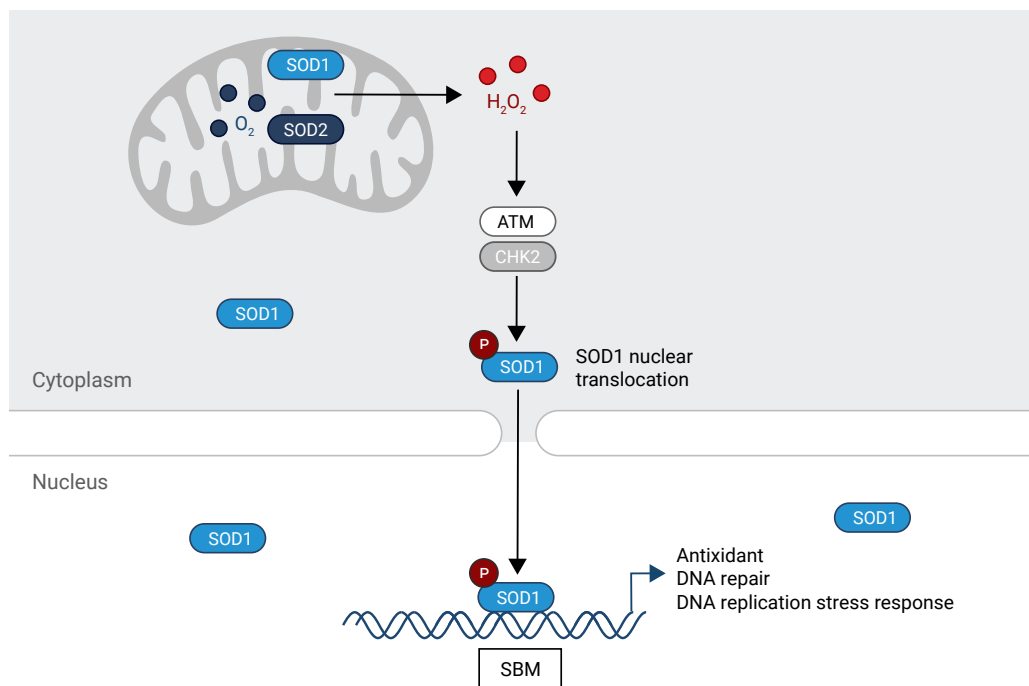 SOD1
O2
SOD2
H2O2
ATM
CHK2
SOD1
P
SOD1
SOD1 nuclear
translocation
Cytoplasm
Nucleus
SOD1
SOD1
P
SOD1
Antixidant
DNA repair
DNA replication stress response
SBM